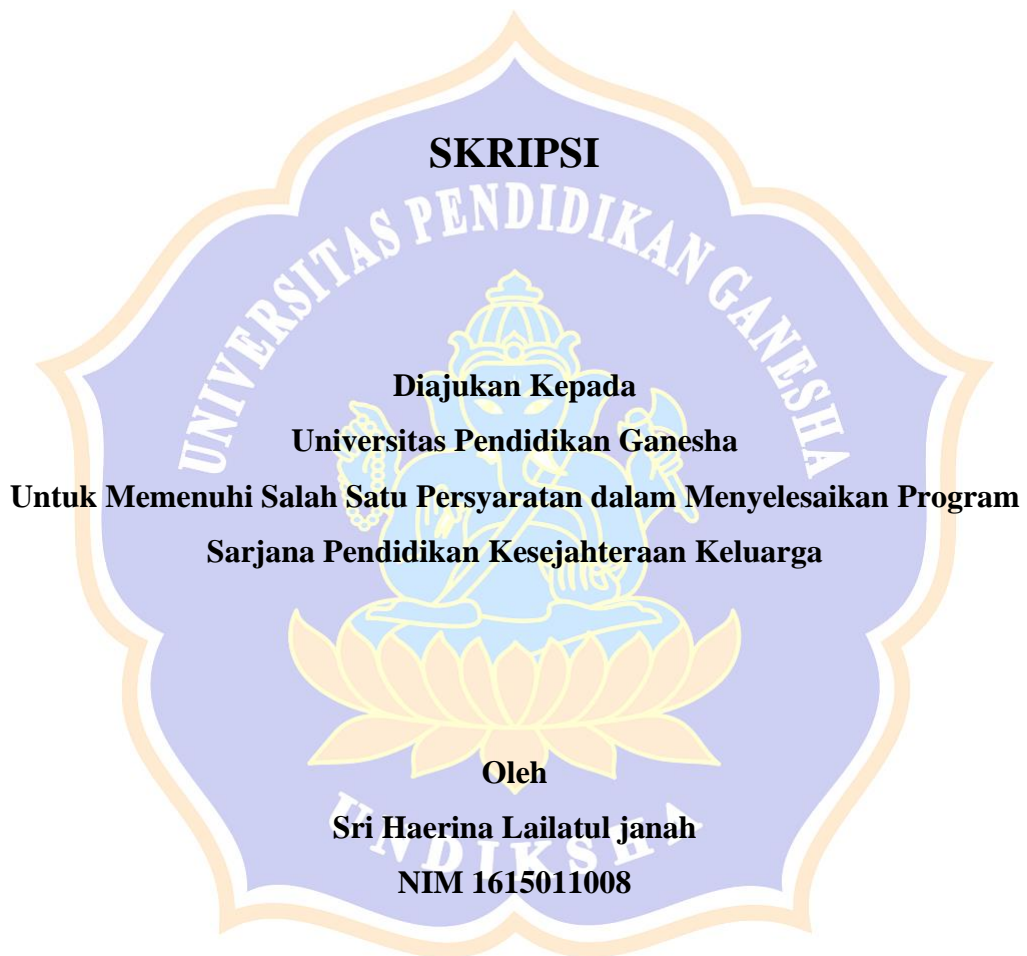 SKRIPSI
UNIVERSITAS PENDIDIKAN GANESHA
Diajukan Kepada
Universitas Pendidikan Ganesha
Untuk Memenuhi Salah Satu Persyaratan dalam Menyelesaikan Program
Sarjana Pendidikan Kesejahteraan Keluarga
Oleh
Sri Haerina Lailatul janah
UNDIKSHA
NIM 1615011008